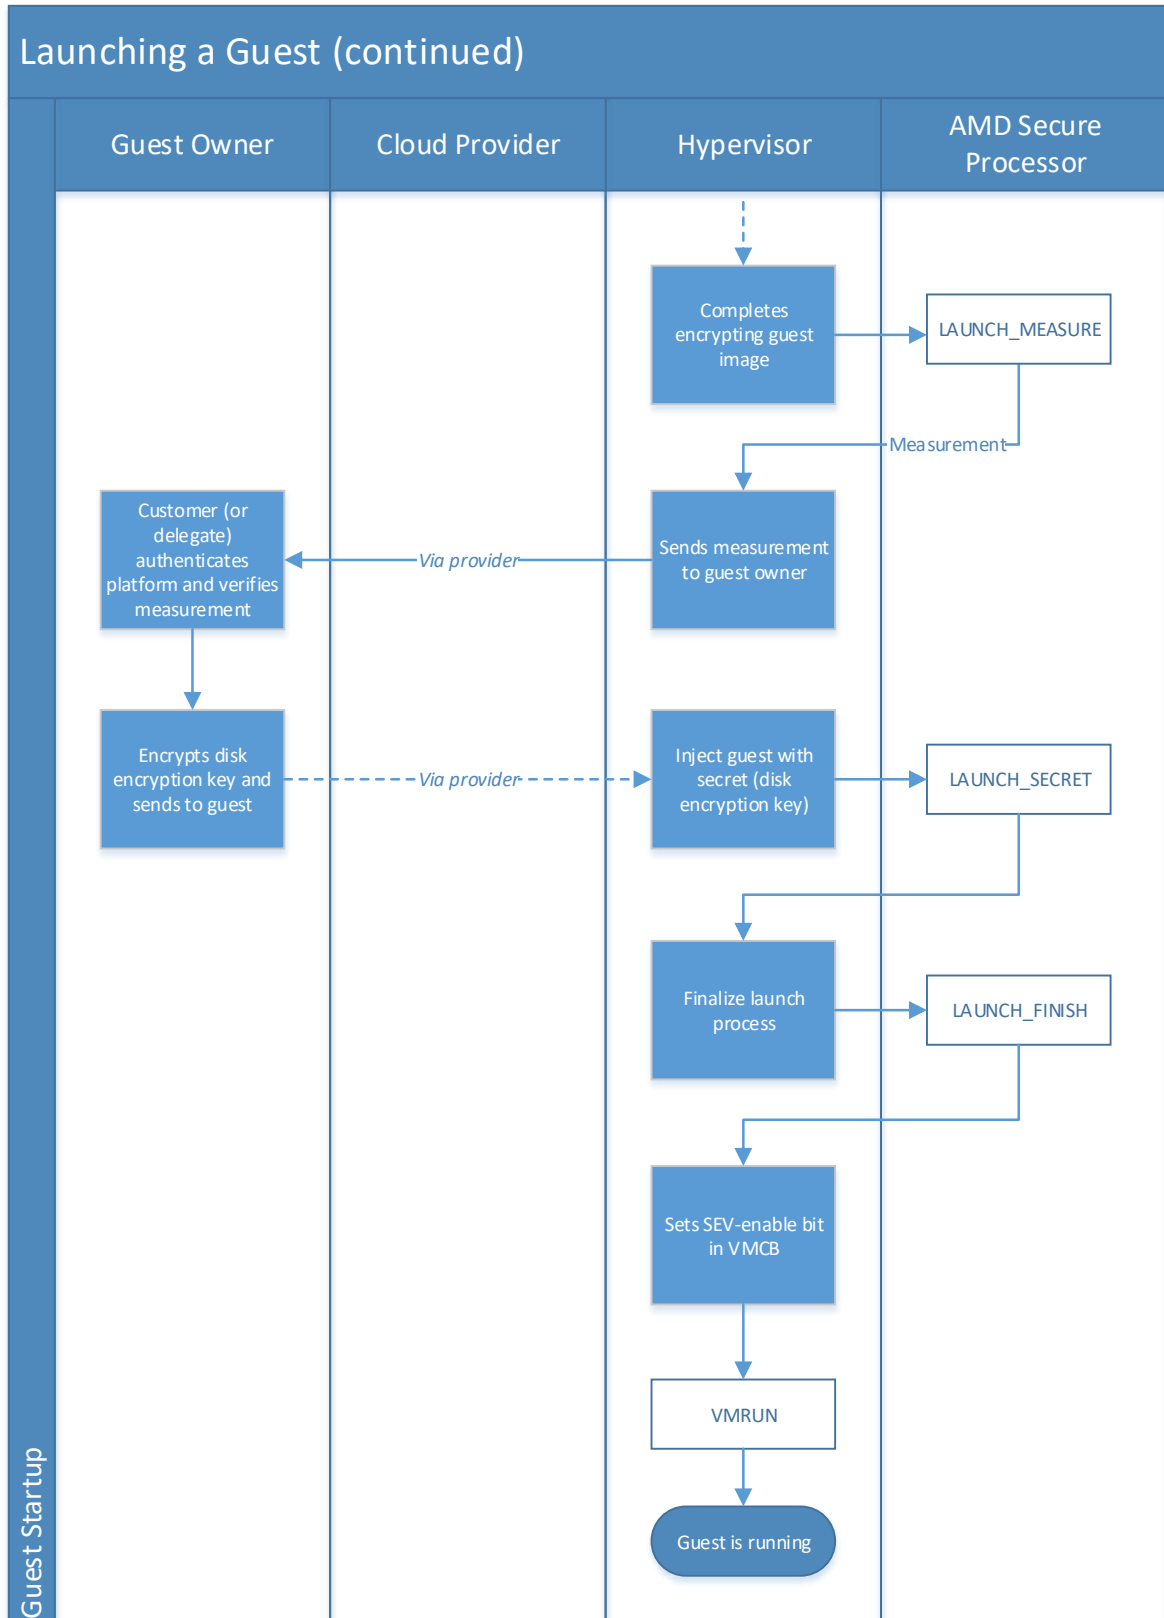 Launching a Guest (continued)
Guest Owner
Cloud Provider
Hypervisor
AMD Secure
Processor
Completes
encrypting guest
image
LAUNCH_MEASURE
Measurement
Customer (or
delegate)
authenticates
platform and verifies
measurement
Via provider
Sends measurement
to guest owner
Encrypts disk
encryption key and
sends to guest
Via provider
Inject guest with
secret (disk
encryption key)
LAUNCH_SECRET
Finalize launch
process
LAUNCH_FINISH
Sets SEV-enable bit
in VMCB
VMRUN
Guest is running
Guest Startup